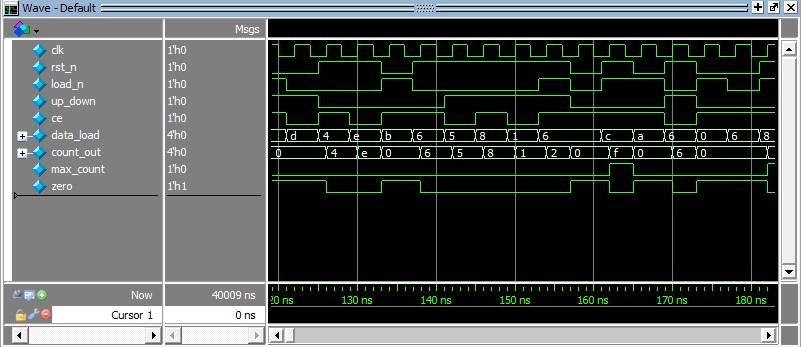 Wave - Default
Msgs
clk 1'h0
rst_n 1'h0
load_n 1'h0
up_down 1'h0
ce 1'h0
data_load 4'h0 d 4 e b 6 5 8 1 6 c a 6 0 6 8
count_out 4'h0 0 4 e 0 6 5 8 1 2 0 f 0 6 0
max_count 1'h0
zero 1'h1
Now 40009 ns
Cursor 1 0 ns
20 ns 130 ns 140 ns 150 ns 160 ns 170 ns 180 ns